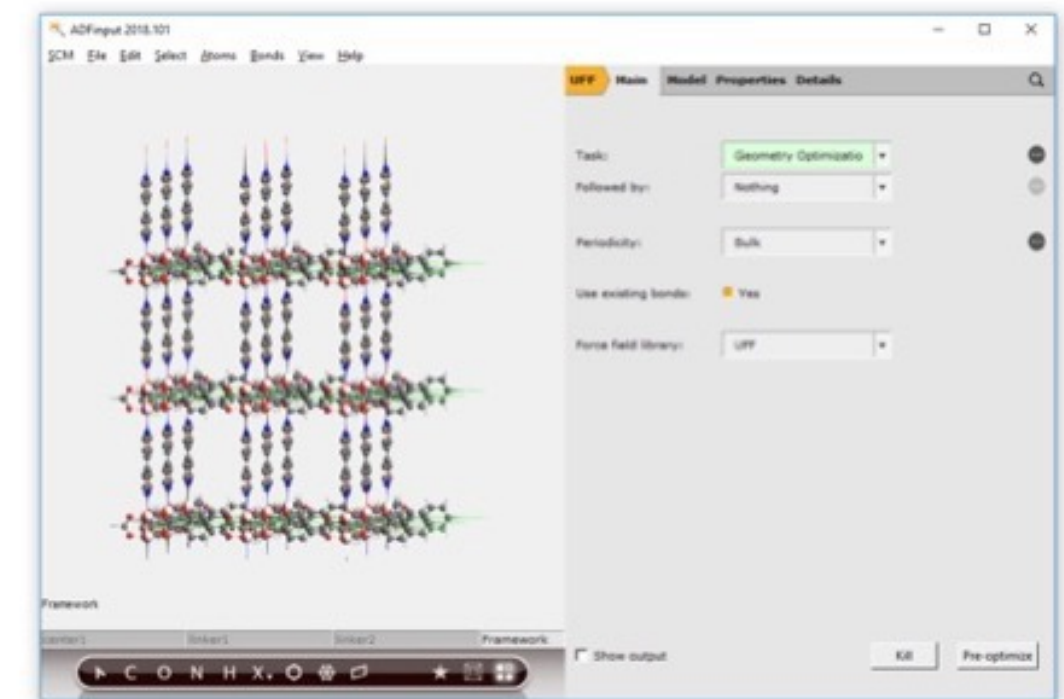 ADFinput 2018.101
SCM File Edit Select Atoms Bonds View Help
UFF Main Model Properties Details
Task: Geometry Optimizatio
Followed by: Nothing
Periodicity: Bulk
Use existing bonds: Yes
Force field library: UFF
Framework
center1 linker1 linker2 Framework
C O N H X.
Show output Kill Pre-optimize